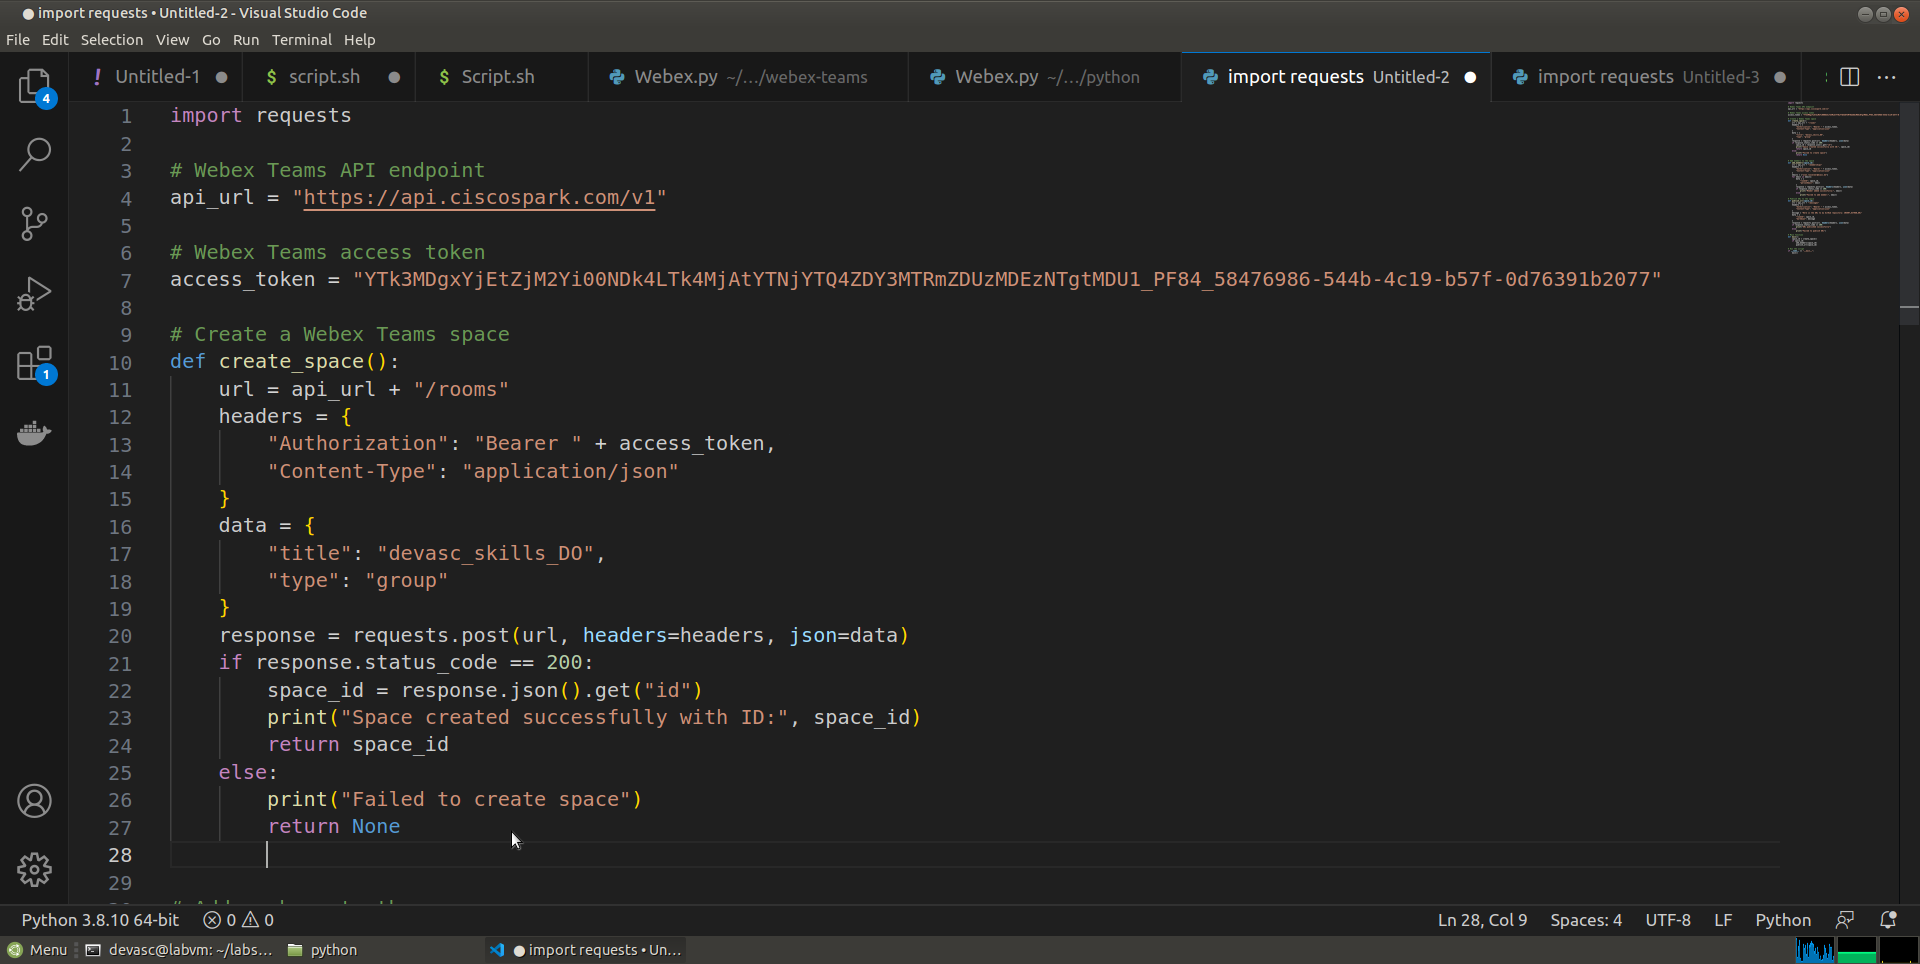 import requests • Untitled-2 - Visual Studio Code
File Edit Selection View Go Run Terminal Help
! Untitled-1 $ script.sh $ Script.sh Webex.py ~/.../webex-teams Webex.py ~/.../python import requests Untitled-2 import requests Untitled-3 ...
4
1
1 import requests
2
3 # Webex Teams API endpoint
4 api_url = "https://api.ciscospark.com/v1"
5
6 # Webex Teams access token
7 access_token = "YTk3MDgxYjEtZjM2Yi00NDk4LTk4MjAtYTNjYTQ4ZDY3MTRmZDUzMDEzNTgtMDU1_PF84_58476986-544b-4c19-b57f-0d76391b2077"
8
9 # Create a Webex Teams space
10 def create_space():
11 url = api_url + "/rooms"
12 headers = {
13 "Authorization": "Bearer " + access_token,
14 "Content-Type": "application/json"
15 }
16 data = {
17 "title": "devasc_skills_DO",
18 "type": "group"
19 }
20 response = requests.post(url, headers=headers, json=data)
21 if response.status_code == 200:
22 space_id = response.json().get("id")
23 print("Space created successfully with ID:", space_id)
24 return space_id
25 else:
26 print("Failed to create space")
27 return None
28
29
Python 3.8.10 64-bit 0 0 Ln 28, Col 9 Spaces: 4 UTF-8 LF Python
Menu devasc@labvm: ~/labs... python ● import requests • Un...